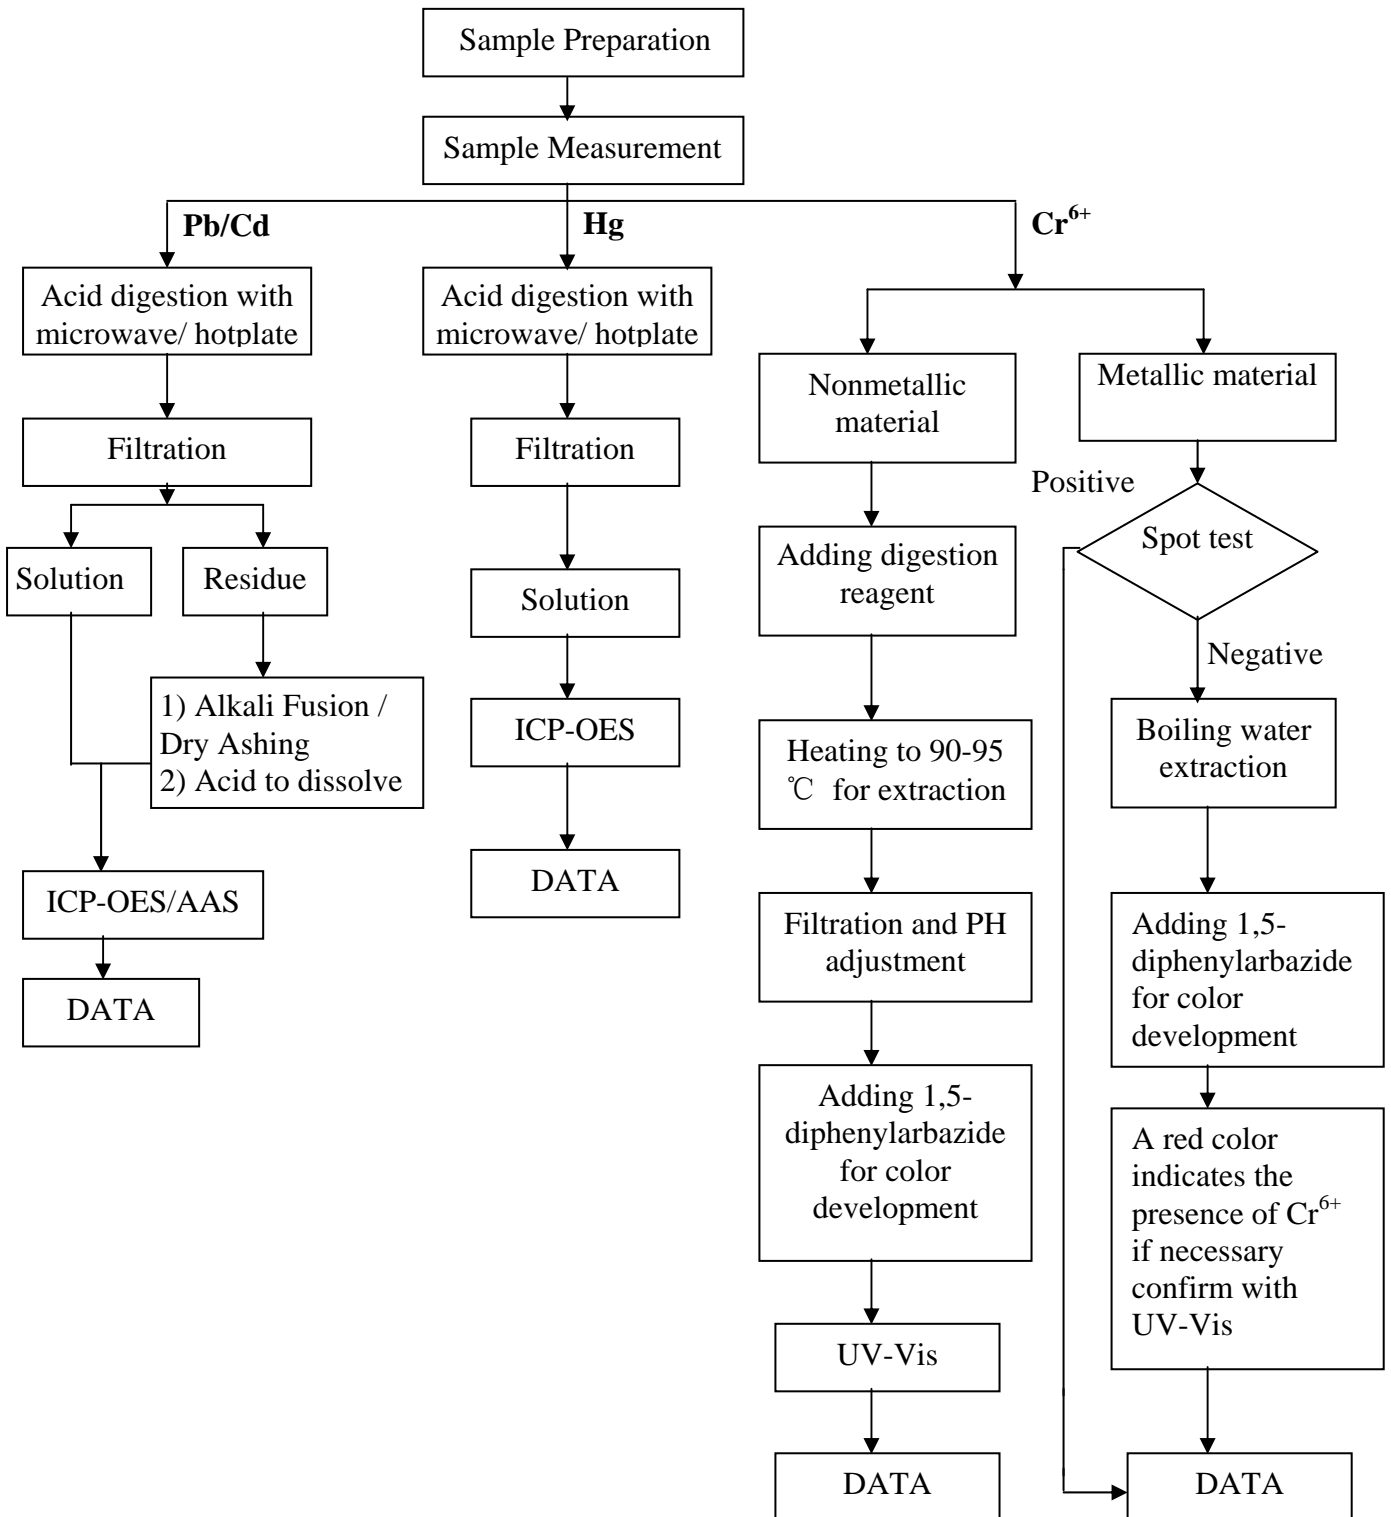 Sample Preparation
Sample Measurement
Pb/Cd
Hg
Cr6+
Acid digestion with
microwave/ hotplate
Filtration
Solution
Residue
1) Alkali Fusion /
Dry Ashing
2) Acid to dissolve
ICP-OES/AAS
DATA
Acid digestion with
microwave/ hotplate
Filtration
Solution
ICP-OES
DATA
Nonmetallic
material
Adding digestion
reagent
Heating to 90-95
℃ for extraction
Filtration and PH
adjustment
Adding 1,5-
diphenylarbazide
for color
development
UV-Vis
DATA
Metallic material
Positive
Spot test
Negative
Boiling water
extraction
Adding 1,5-
diphenylarbazide
for color
development
A red color
indicates the
presence of Cr6+
if necessary
confirm with
UV-Vis
DATA